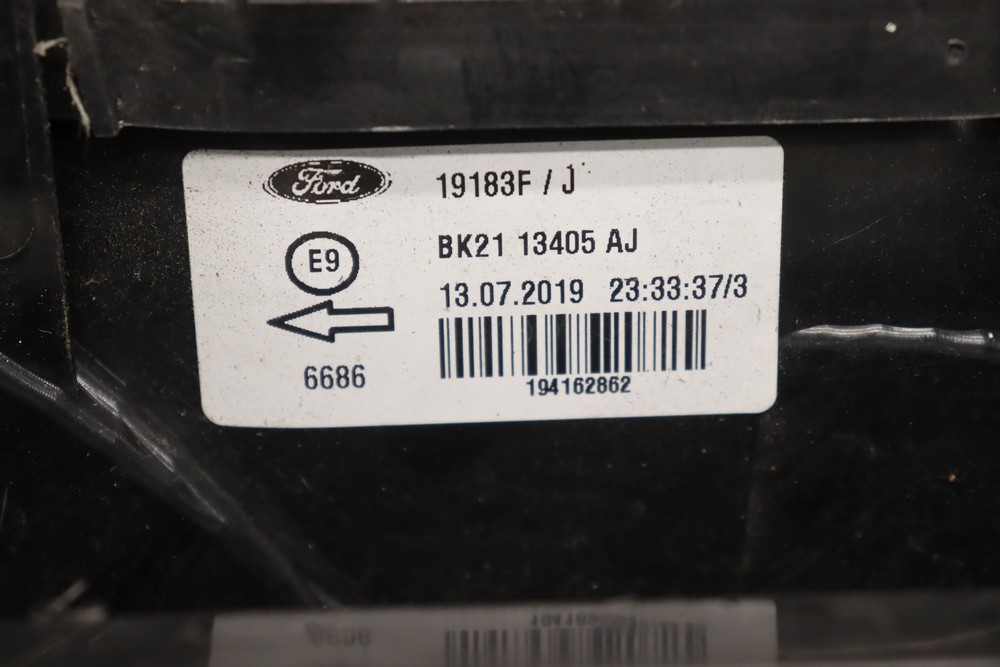 Ford
19183F / J
E9
BK21 13405 AJ
13.07.2019 23:33:37/3
6686
194162862